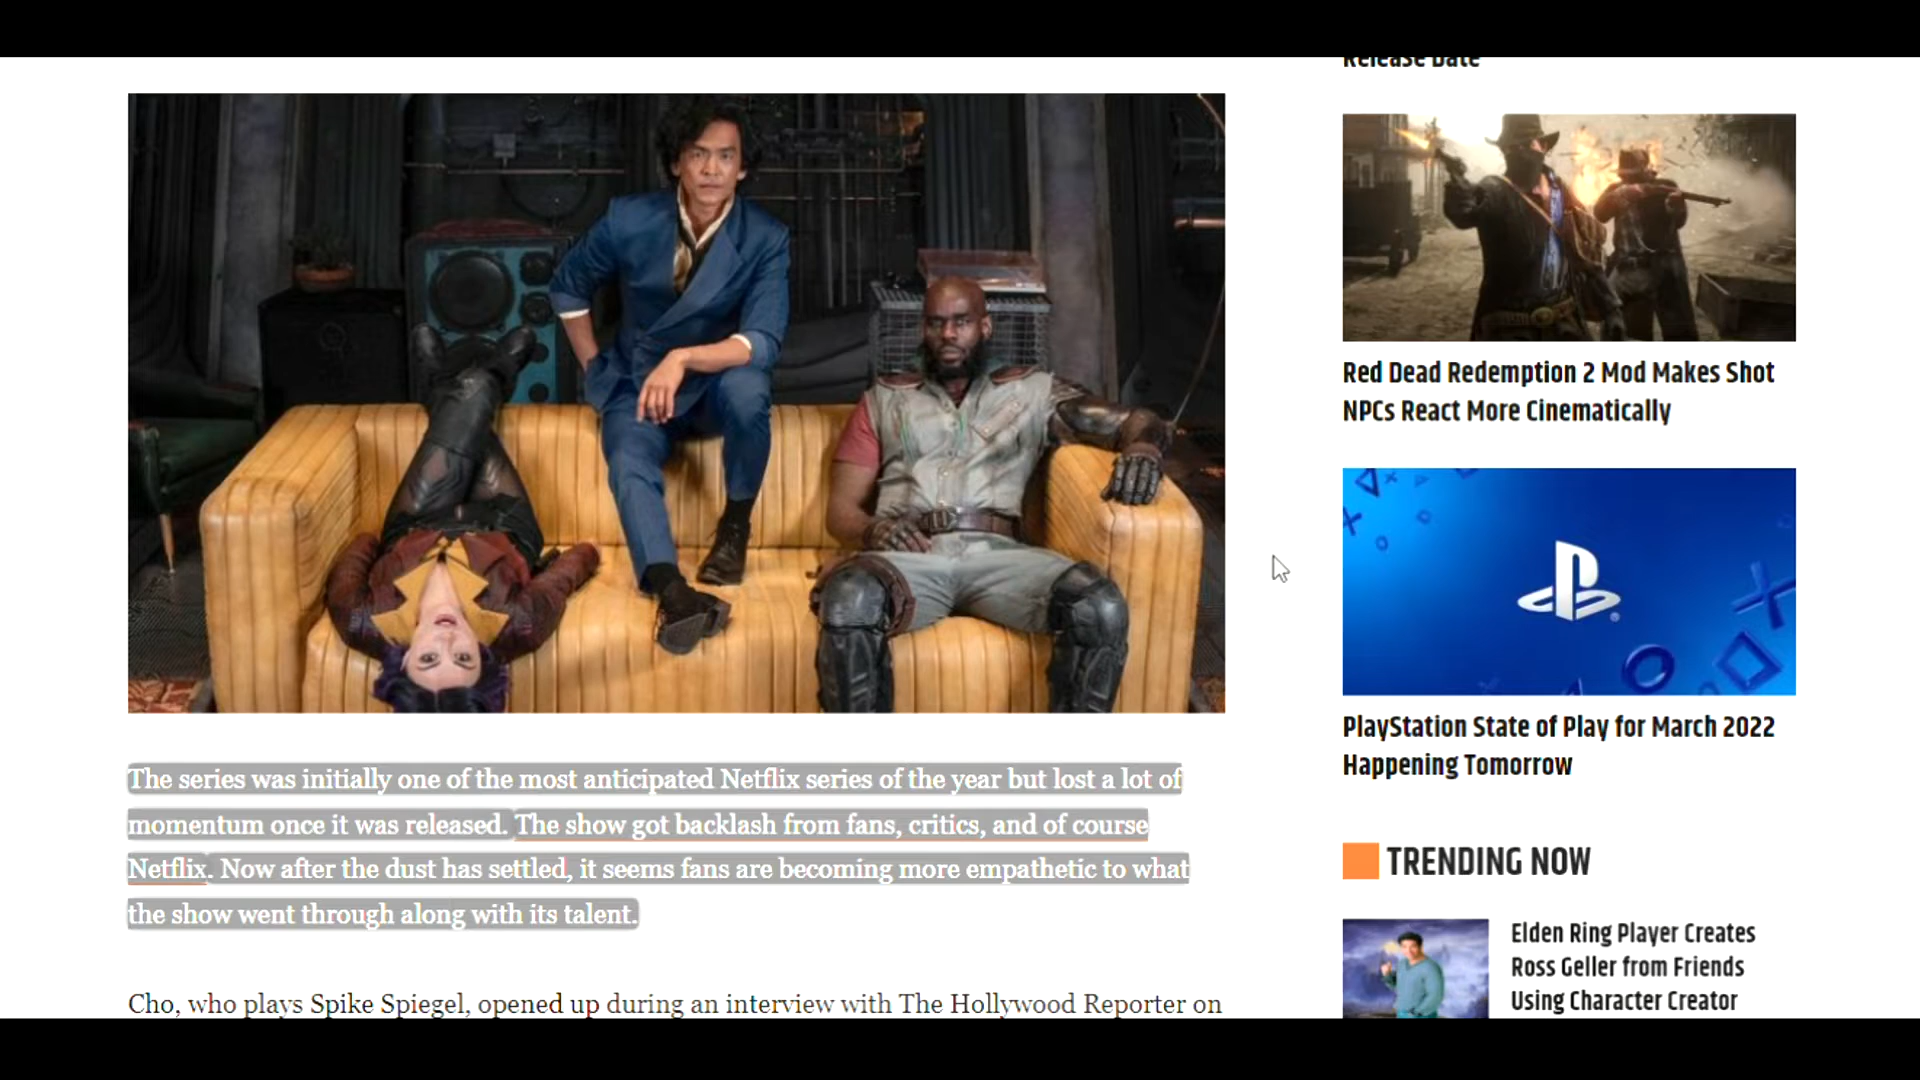 Release Date
Red Dead Redemption 2 Mod Makes Shot
NPCs React More Cinematically
PlayStation State of Play for March 2022
Happening Tomorrow
TRENDING NOW
Elden Ring Player Creates
Ross Geller from Friends
Using Character Creator
The series was initially one of the most anticipated Netflix series of the year but lost a lot of
momentum once it was released. The show got backlash from fans, critics, and of course
Netflix. Now after the dust has settled, it seems fans are becoming more empathetic to what
the show went through along with its talent.
Cho, who plays Spike Spiegel, opened up during an interview with The Hollywood Reporter on